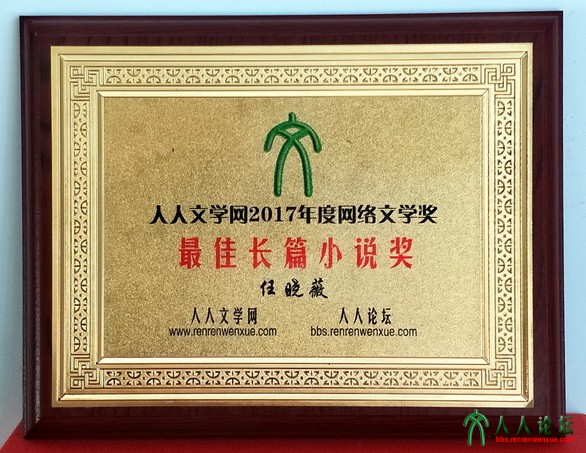 人人文学网2017年度网络文学奖
最佳长篇小说奖
任晓薇
人人文学网 人人论坛
www.renrenwenxue.com bbs.renrenwenxue.com
人人论坛
bbs.renrenwenxue.com